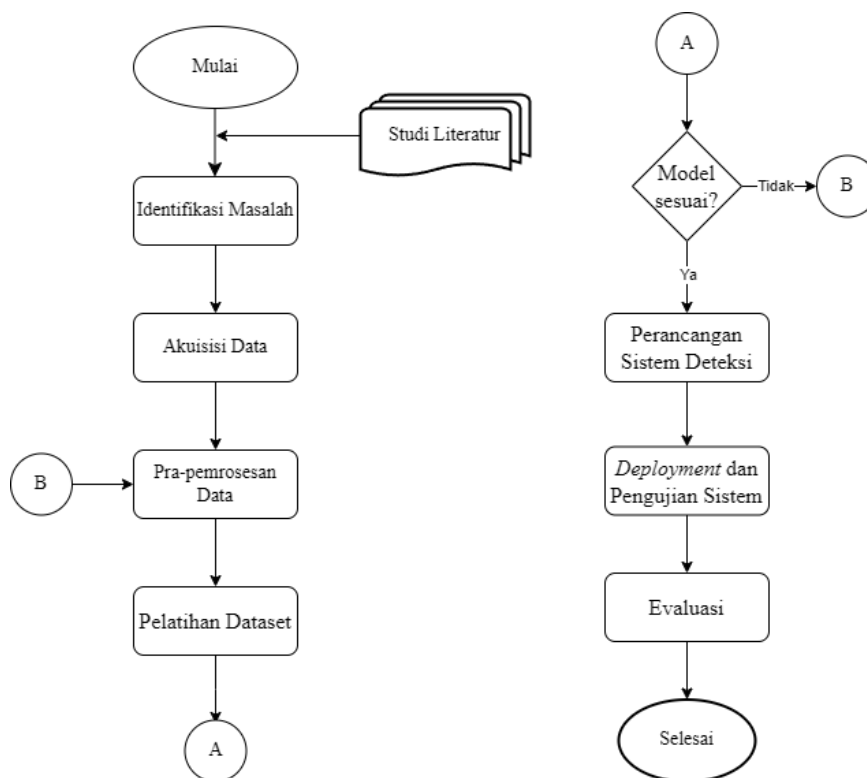 Mulai
Studi Literatur
Identifikasi Masalah
Akuisisi Data
B
Pra-pemrosesan
Data
Pelatihan Dataset
A
A
Model
sesuai?
Tidak
B
Ya
Perancangan
Sistem Deteksi
Deployment dan
Pengujian Sistem
Evaluasi
Selesai